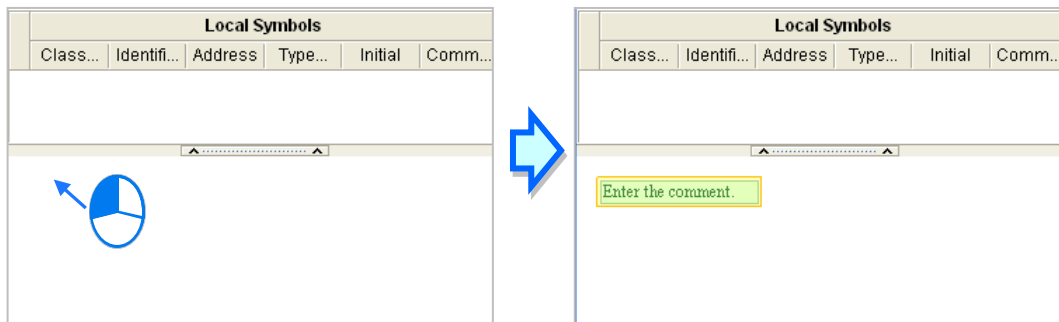 Local Symbols
Class... Identifi... Address Type... Initial Comm...
Local Symbols
Class... Identifi... Address Type... Initial Comm...
Enter the comment.